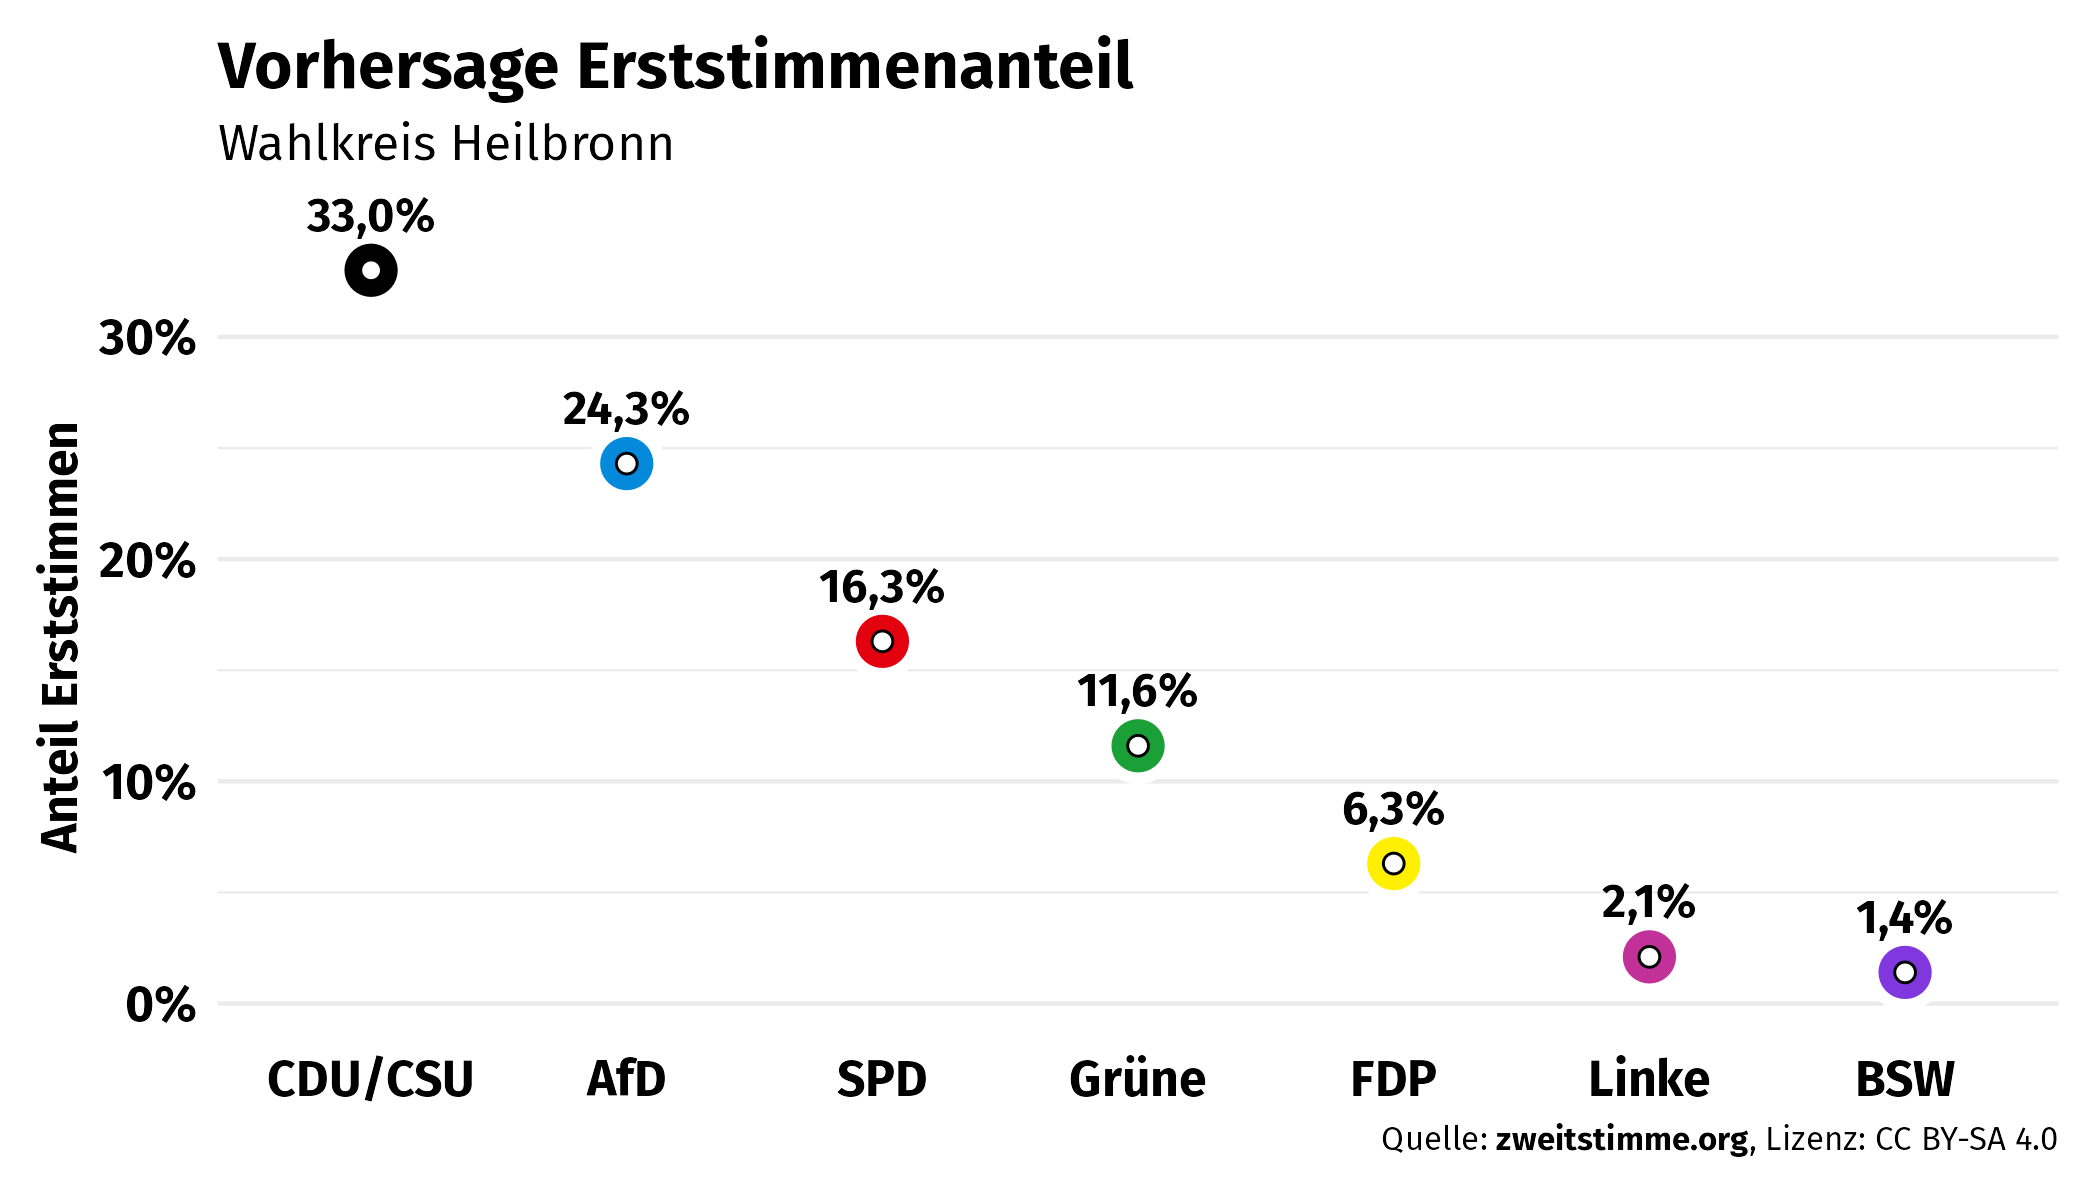 Vorhersage Erststimmenanteil
Wahlkreis Heilbronn
33,0%
30%
24,3%
20%
16,3%
11,6%
10%
6,3%
2,1%
1,4%
0%
Anteil Erststimmen
CDU/CSU AfD SPD Grüne FDP Linke BSW
Quelle: zweitstimme.org, Lizenz: CC BY-SA 4.0